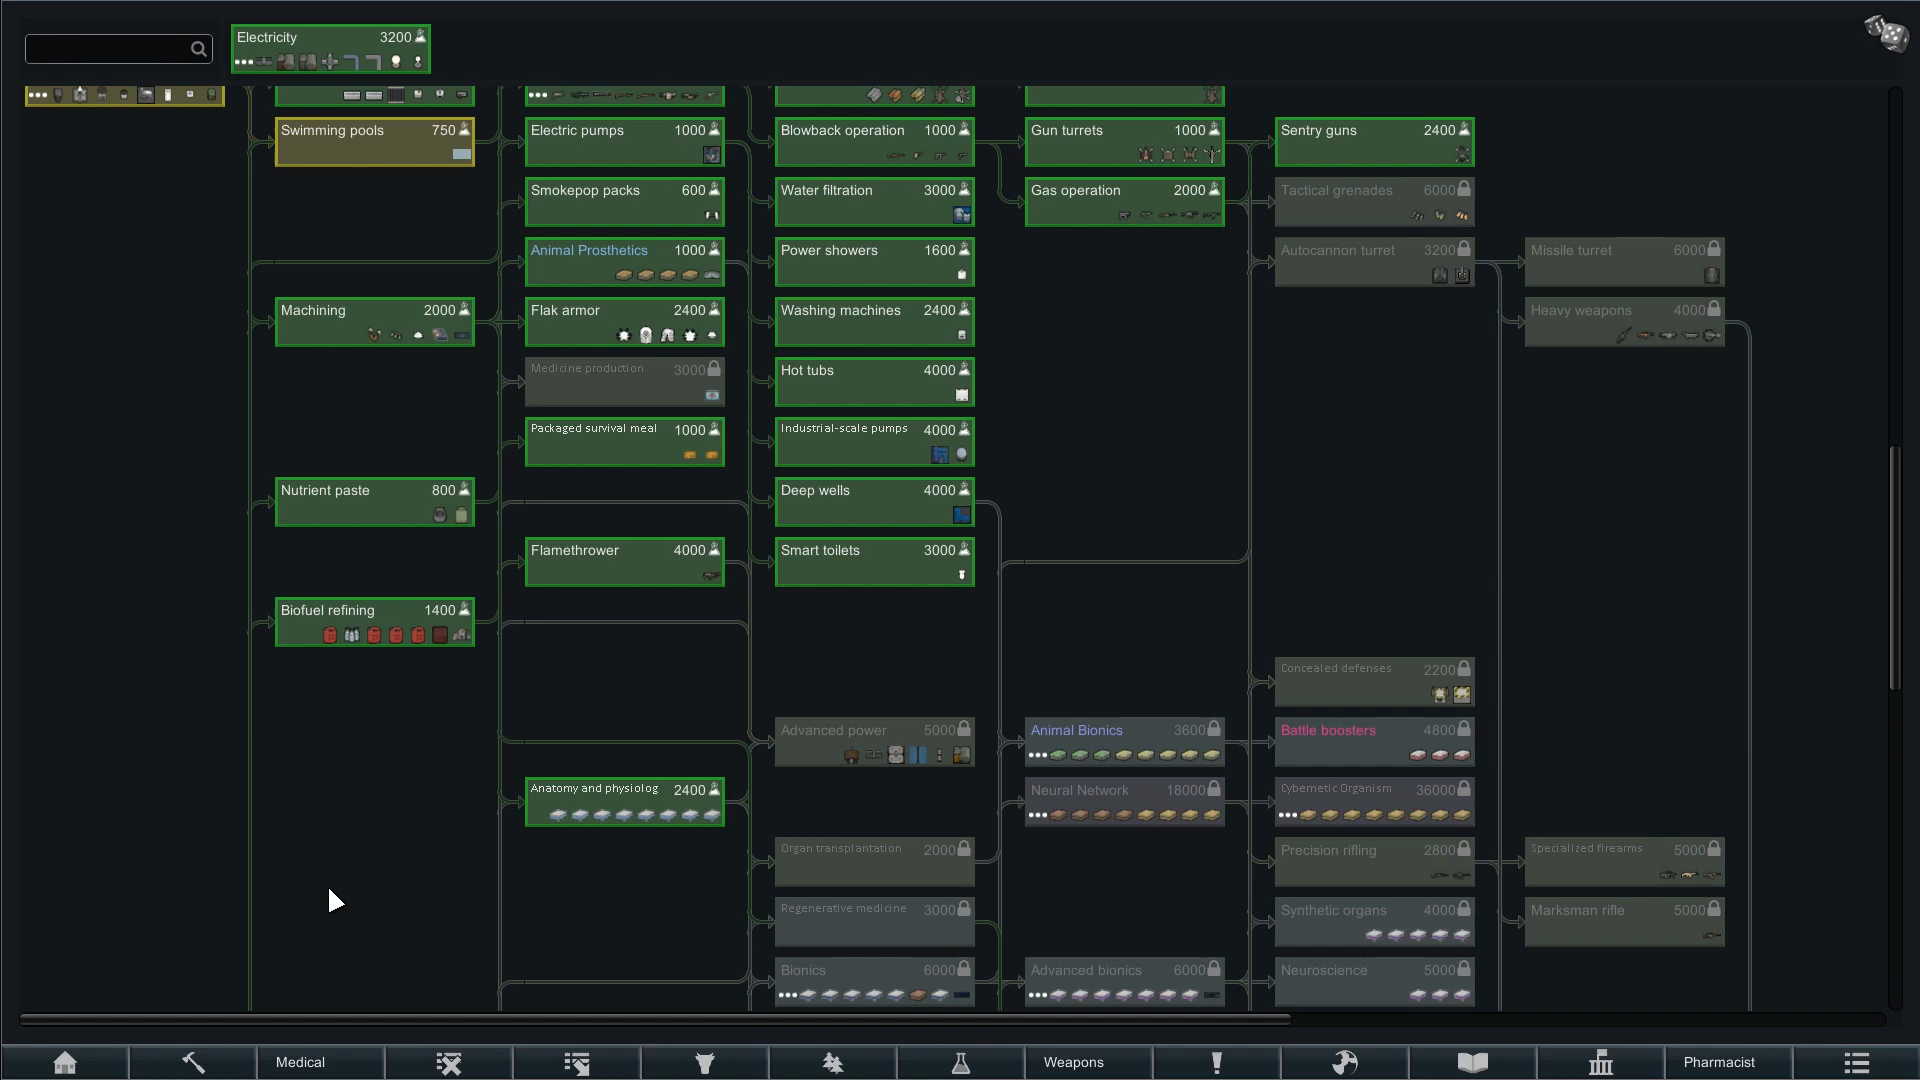 Electricity 3200
Swimming pools 750
Electric pumps 1000
Blowback operation 1000
Gun turrets 1000
Sentry guns 2400
Smokepop packs 600
Water filtration 3000
Gas operation 2000
Tactical grenades 6000
Animal Prosthetics 1000
Power showers 1600
Autocannon turret 3200
Missile turret 6000
Machining 2000
Flak armor 2400
Washing machines 2400
Heavy weapons 4000
Medicine production 3000
Hot tubs 4000
Packaged survival meal 1000
Industrial-scale pumps 4000
Nutrient paste 800
Deep wells 4000
Flamethrower 4000
Smart toilets 3000
Biofuel refining 1400
Concealed defenses 2200
Advanced power 5000
Animal Bionics 3600
Battle boosters 4800
Anatomy and physiolog 2400
Neural Network 18000
Cybernetic Organism 36000
Organ transplantation 2000
Precision rifling 2800
Specialized firearms 5000
Regenerative medicine 3000
Synthetic organs 4000
Marksman rifle 5000
Bionics 6000
Advanced bionics 6000
Neuroscience 5000
Medical
Weapons
Pharmacist